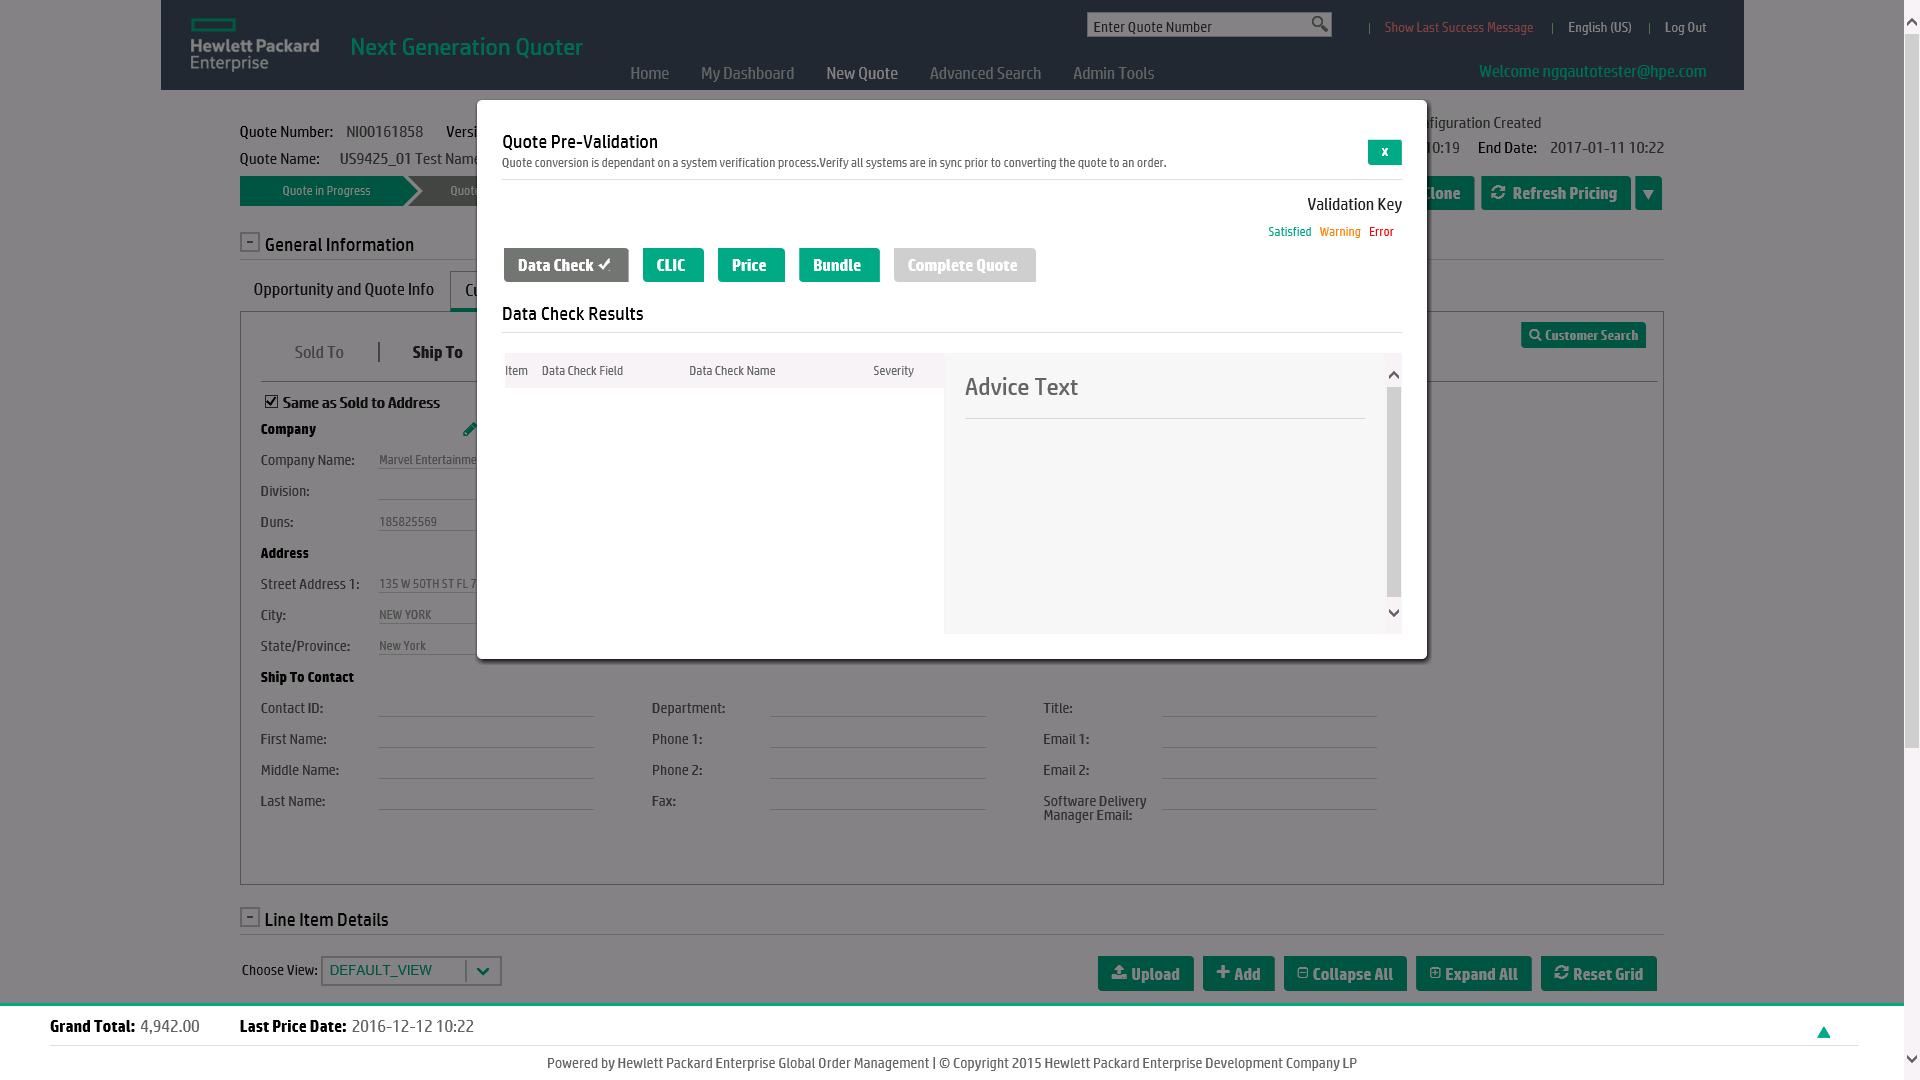 Hewlett Packard
Enterprise
Next Generation Quoter
Enter Quote Number
Show Last Success Message
English (US)
Log Out
Home
My Dashboard
New Quote
Advanced Search
Admin Tools
Welcome ngqautotester@hpe.com
Quote Number: NI00161858
Quote Name: US9425_01 Test Name
End Date: 2017-01-11 10:22
Created
10:19
Quote in Progress
Refresh Pricing
General Information
Opportunity and Quote Info
Quote Pre-Validation
Quote conversion is dependant on a system verification process.Verify all systems are in sync prior to converting the quote to an order.
x
Validation Key
Satisfied Warning Error
Data Check
CLIC
Price
Bundle
Complete Quote
Data Check Results
Item
Data Check Field
Data Check Name
Severity
Advice Text
Customer Search
Sold To | Ship To
Same as Sold to Address
Company
Company Name: Marvel
Division:
Duns: 185825569
Address
Street Address 1: 135 W 50TH ST FL 7
City: NEW YORK
State/Province: New York
Ship To Contact
Contact ID:
Department:
Title:
First Name:
Phone 1:
Email 1:
Middle Name:
Phone 2:
Email 2:
Last Name:
Fax:
Software Delivery
Manager Email:
Line Item Details
Choose View: DEFAULT_VIEW
Upload
Add
Collapse All
Expand All
Reset Grid
Grand Total: 4,942.00
Last Price Date: 2016-12-12 10:22
Powered by Hewlett Packard Enterprise Global Order Management | © Copyright 2015 Hewlett Packard Enterprise Development Company LP